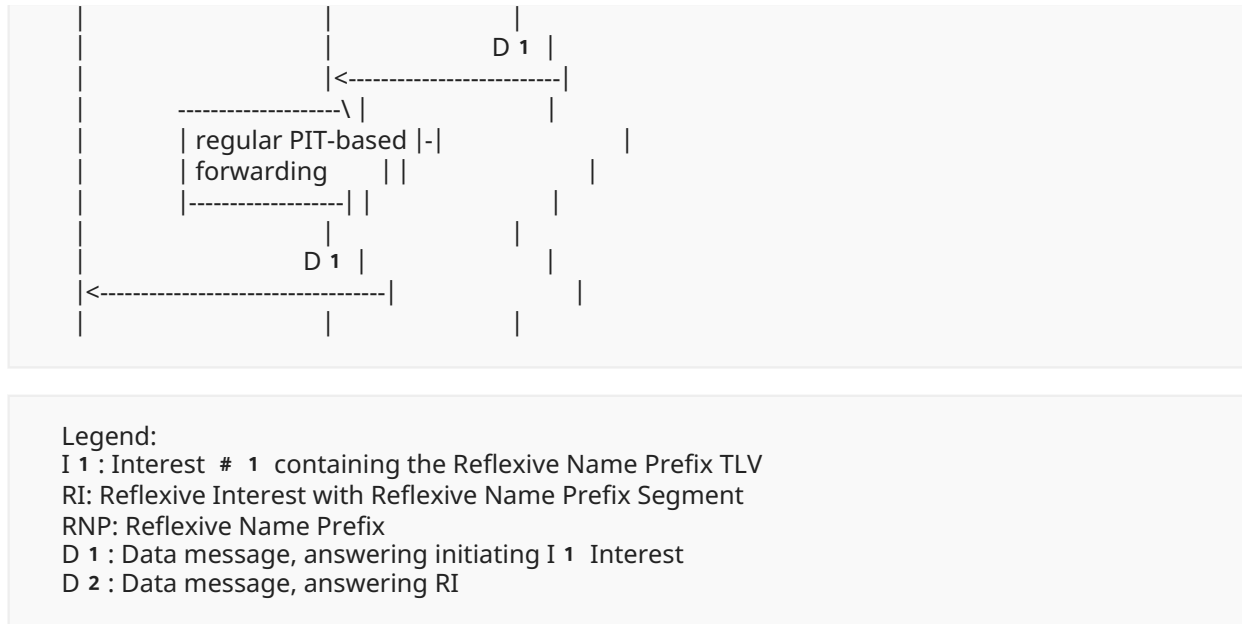 |                    |               |
|                    |         D 1 |
|                    |<--------------------------|
|        --------------------\ |               |
|        | regular PIT-based |-|               |
|        | forwarding       | |               |
|        |-------------------| |               |
|                    |               |
|                  D 1 |               |
|<-----------------------------------|               |
|                    |               |
Legend:
I 1 : Interest # 1 containing the Reflexive Name Prefix TLV
RI: Reflexive Interest with Reflexive Name Prefix Segment
RNP: Reflexive Name Prefix
D 1 : Data message, answering initiating I 1 Interest
D 2 : Data message, answering RI